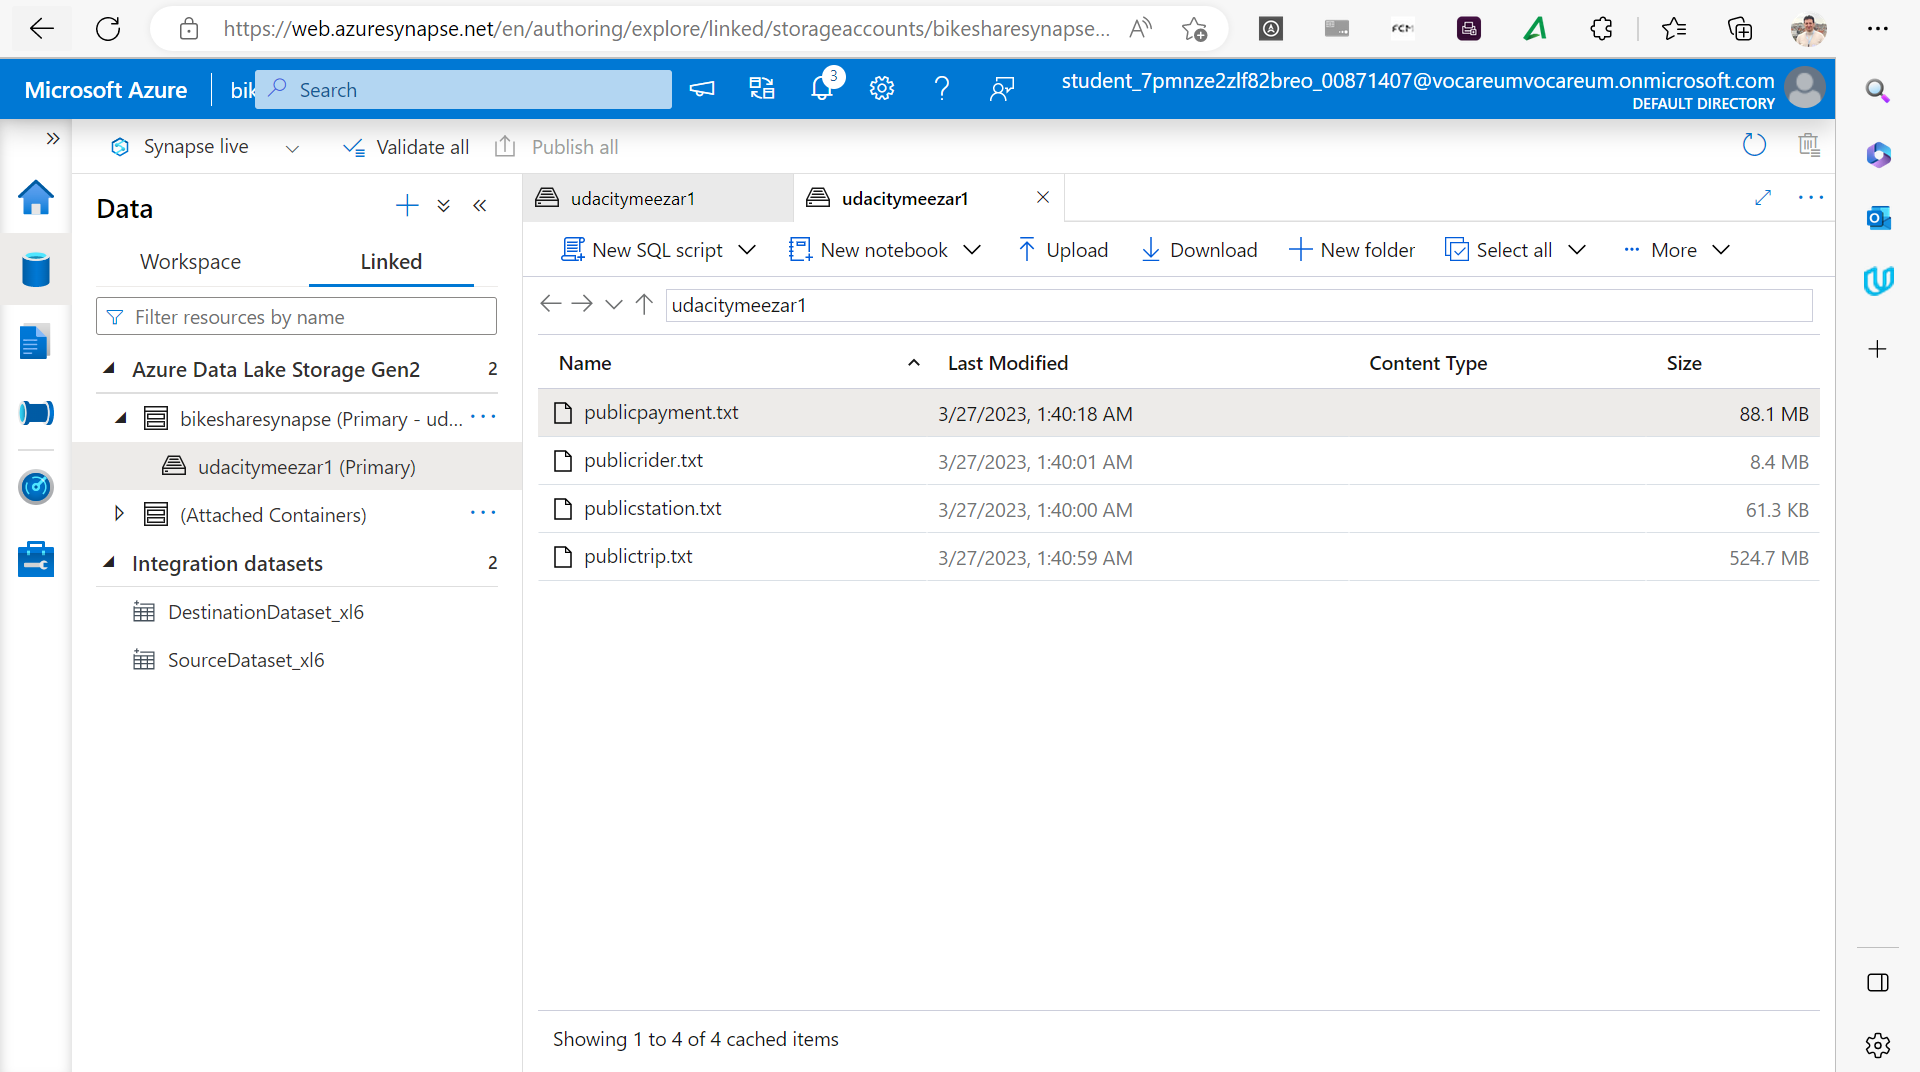 https://web.azuresynapse.net/en/authoring/explore/linked/storageaccounts/bikesharesynapse...
FCM
Microsoft Azure
bik
Search
3
student_7pmnze2zlf82breo_00871407@vocareumvocareum.onmicrosoft.com
DEFAULT DIRECTORY
Synapse live
Validate all
Publish all
Data
Workspace
Linked
Filter resources by name
Azure Data Lake Storage Gen2 2
bikesharesynapse (Primary - ud...
udacitymeezar1 (Primary)
(Attached Containers)
Integration datasets 2
DestinationDataset_xl6
SourceDataset_xl6
udacitymeezar1
udacitymeezar1
New SQL script
New notebook
Upload
Download
New folder
Select all
More
udacitymeezar1
Name Last Modified Content Type Size
publicpayment.txt 3/27/2023, 1:40:18 AM 88.1 MB
publicrider.txt 3/27/2023, 1:40:01 AM 8.4 MB
publicstation.txt 3/27/2023, 1:40:00 AM 61.3 KB
publictrip.txt 3/27/2023, 1:40:59 AM 524.7 MB
Showing 1 to 4 of 4 cached items